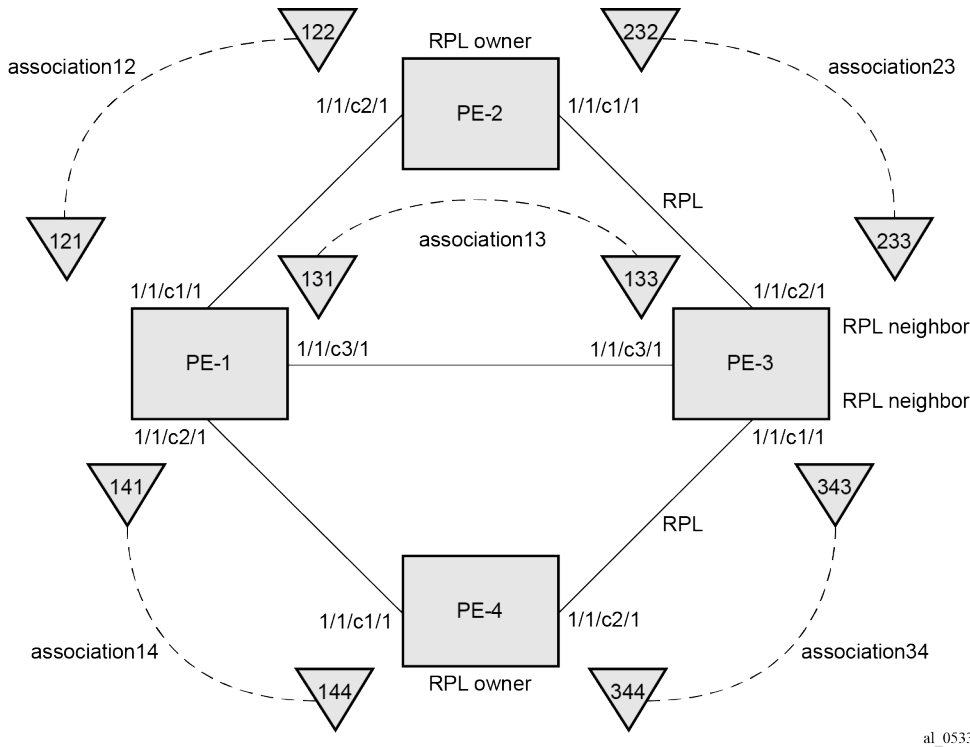 122
RPL owner
232
association12
association23
1/1/c2/1
PE-2
1/1/c1/1
RPL
121
association13
233
131
133
1/1/c1/1
1/1/c2/1
RPL neighbor
PE-1
1/1/c3/1
1/1/c3/1
PE-3
RPL neighbor
1/1/c2/1
1/1/c1/1
141
343
RPL
PE-4
1/1/c1/1
1/1/c2/1
association14
association34
RPL owner
144
344
al_0533